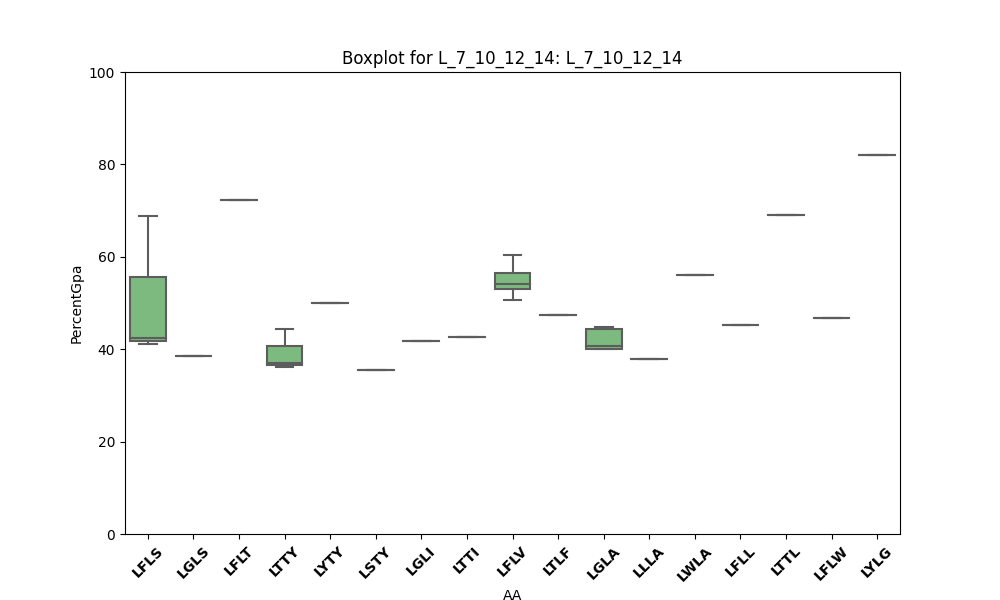 Boxplot for L_7_10_12_14: L_7_10_12_14
PercentGpa
100
80
60
40
20
0
LFLS LGLS LFLT LTTY LYTY LSTY LGLI LTTI LFLV LTLF LGLA LLLA LWLA LFLL LTTL LFLW LYLG
AA